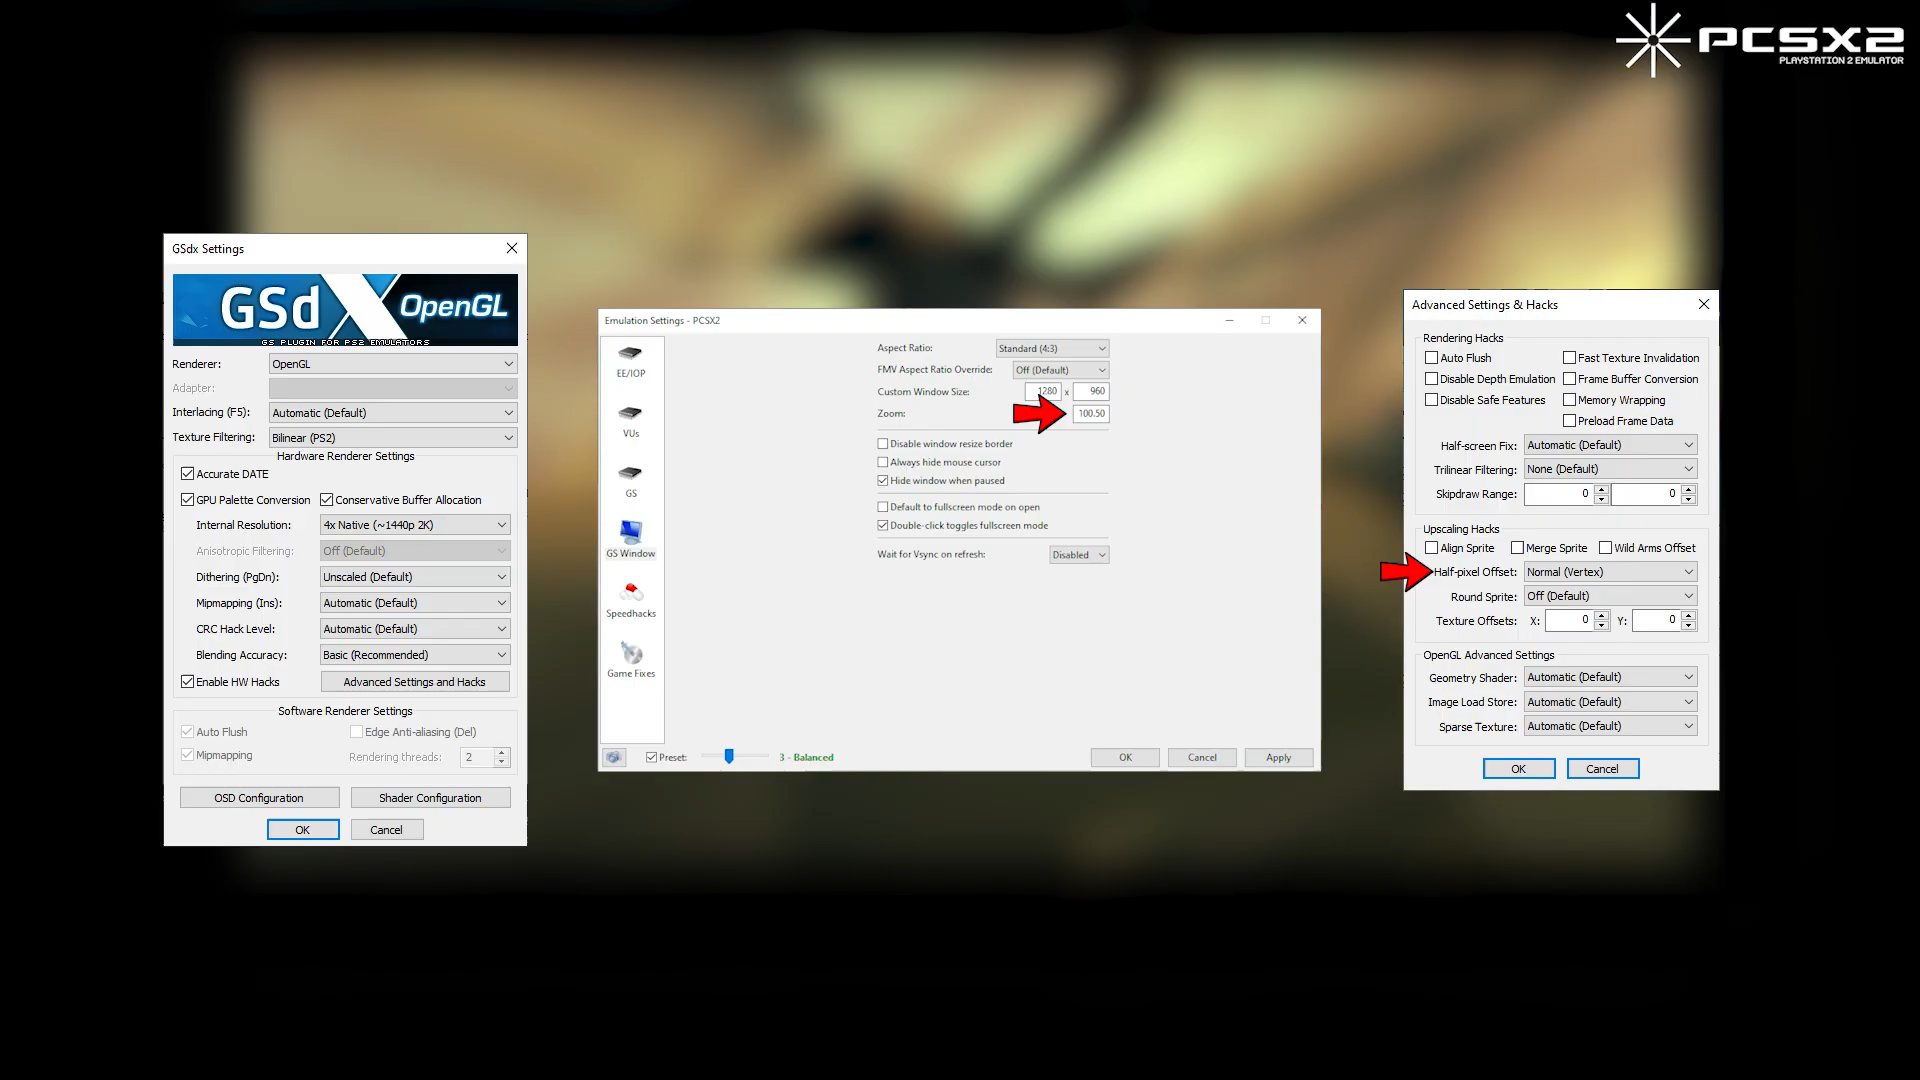 PCSX2
PLAYSTATION 2 EMULATOR
GSdx Settings
GSdX OpenGL
GS PLUGIN FOR PS2 EMULATORS
Renderer: OpenGL
Adapter:
Interlacing (F5): Automatic (Default)
Texture Filtering: Bilinear (PS2)
Hardware Renderer Settings
Accurate DATE
GPU Palette Conversion Conservative Buffer Allocation
Internal Resolution: 4x Native (~1440p 2K)
Anisotropic Filtering: Off (Default)
Dithering (PgDn): Unscaled (Default)
Mipmapping (Ins): Automatic (Default)
CRC Hack Level: Automatic (Default)
Blending Accuracy: Basic (Recommended)
Enable HW Hacks Advanced Settings and Hacks
Software Renderer Settings
Auto Flush Edge Anti-aliasing (Del)
Mipmapping Rendering threads: 2
OSD Configuration Shader Configuration
OK Cancel
Emulation Settings - PCSX2
EE/IOP
VUs
GS
GS Window
Speedhacks
Game Fixes
Aspect Ratio: Standard (4:3)
FMV Aspect Ratio Override: Off (Default)
Custom Window Size: 1280 x 960
Zoom: 100.50
Disable window resize border
Always hide mouse cursor
Hide window when paused
Default to fullscreen mode on open
Double-click toggles fullscreen mode
Wait for Vsync on refresh: Disabled
Preset: 3 - Balanced OK Cancel Apply
Advanced Settings & Hacks
Rendering Hacks
Auto Flush Fast Texture Invalidation
Disable Depth Emulation Frame Buffer Conversion
Disable Safe Features Memory Wrapping
Preload Frame Data
Half-screen Fix: Automatic (Default)
Trilinear Filtering: None (Default)
Skipdraw Range: 0 0
Upscaling Hacks
Align Sprite Merge Sprite Wild Arms Offset
Half-pixel Offset: Normal (Vertex)
Round Sprite: Off (Default)
Texture Offsets: X: 0 Y: 0
OpenGL Advanced Settings
Geometry Shader: Automatic (Default)
Image Load Store: Automatic (Default)
Sparse Texture: Automatic (Default)
OK Cancel